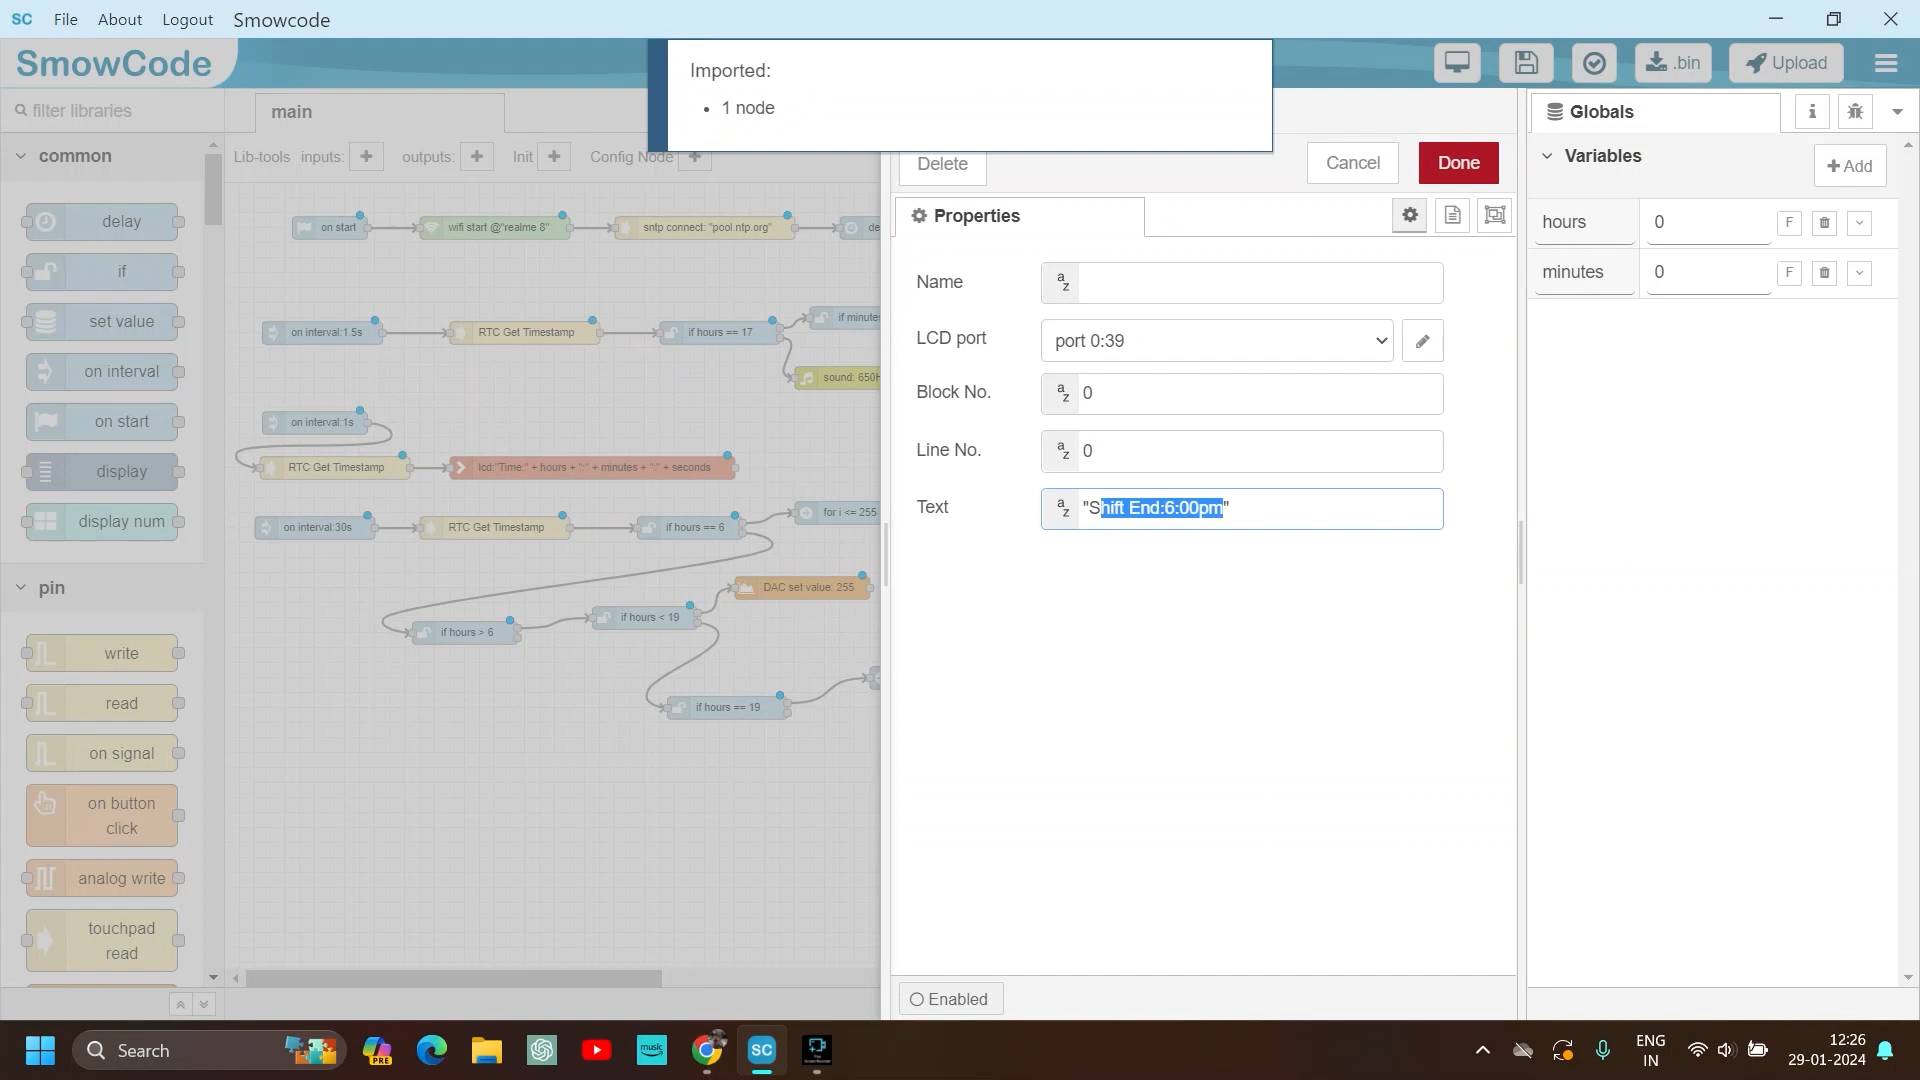 SC File About Logout Smowcode
SmowCode
.bin
Upload
Imported:
• 1 node
filter libraries
main
Globals
Lib-tools inputs: + outputs: + Init + Config Node +
Delete
Cancel
Done
Variables
+ Add
common
delay
if
set value
on interval
on start
display
display num
pin
write
read
on signal
on button
click
analog write
touchpad
read
on start
wifi start @"realme 8"
sntp connect: "pool.ntp.org"
de
on interval:1.5s
RTC Get Timestamp
if hours == 17
if minute
sound: 650H
on interval:1s
RTC Get Timestamp
lcd:"Time:" + hours + ":" + minutes + ":" + seconds
on interval:30s
RTC Get Timestamp
if hours == 6
for i <= 255
DAC set value: 255
if hours > 6
if hours < 19
if hours == 19
Properties
Name
LCD port
port 0:39
Block No.
0
Line No.
0
Text
"Shift End:6:00pm"
Enabled
hours 0 F
minutes 0 F
Search
PRE
music
SC
ENG
IN
12:26
29-01-2024